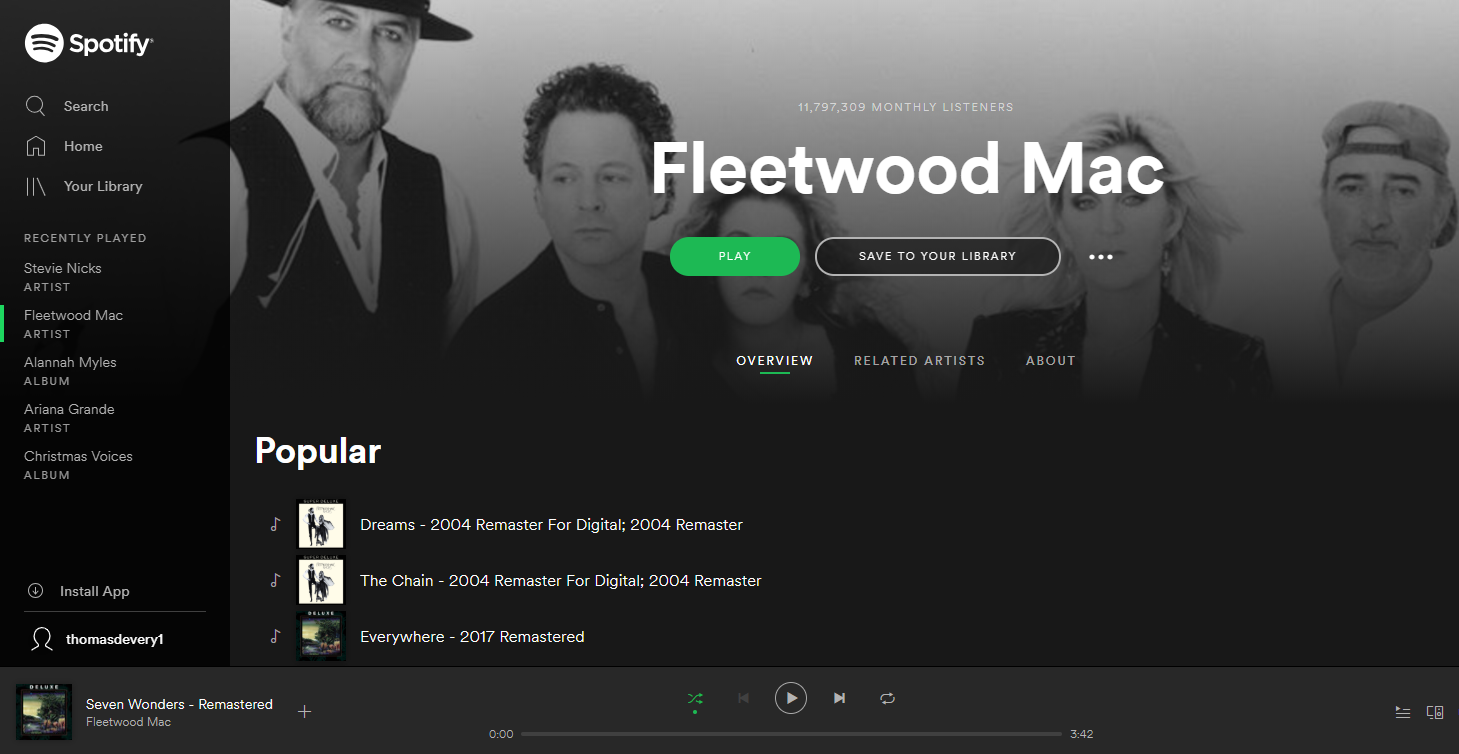 Spotify
Search
Home
Your Library
RECENTLY PLAYED
Stevie Nicks
ARTIST
Fleetwood Mac
ARTIST
Alannah Myles
ALBUM
Ariana Grande
ARTIST
Christmas Voices
ALBUM
Install App
thomasdevery1
11,797,309 MONTHLY LISTENERS
Fleetwood Mac
PLAY
SAVE TO YOUR LIBRARY
OVERVIEW
RELATED ARTISTS
ABOUT
Popular
Dreams - 2004 Remaster For Digital; 2004 Remaster
The Chain - 2004 Remaster For Digital; 2004 Remaster
DELUXE
Everywhere - 2017 Remastered
DELUXE
Seven Wonders - Remastered
Fleetwood Mac
0:00
3:42